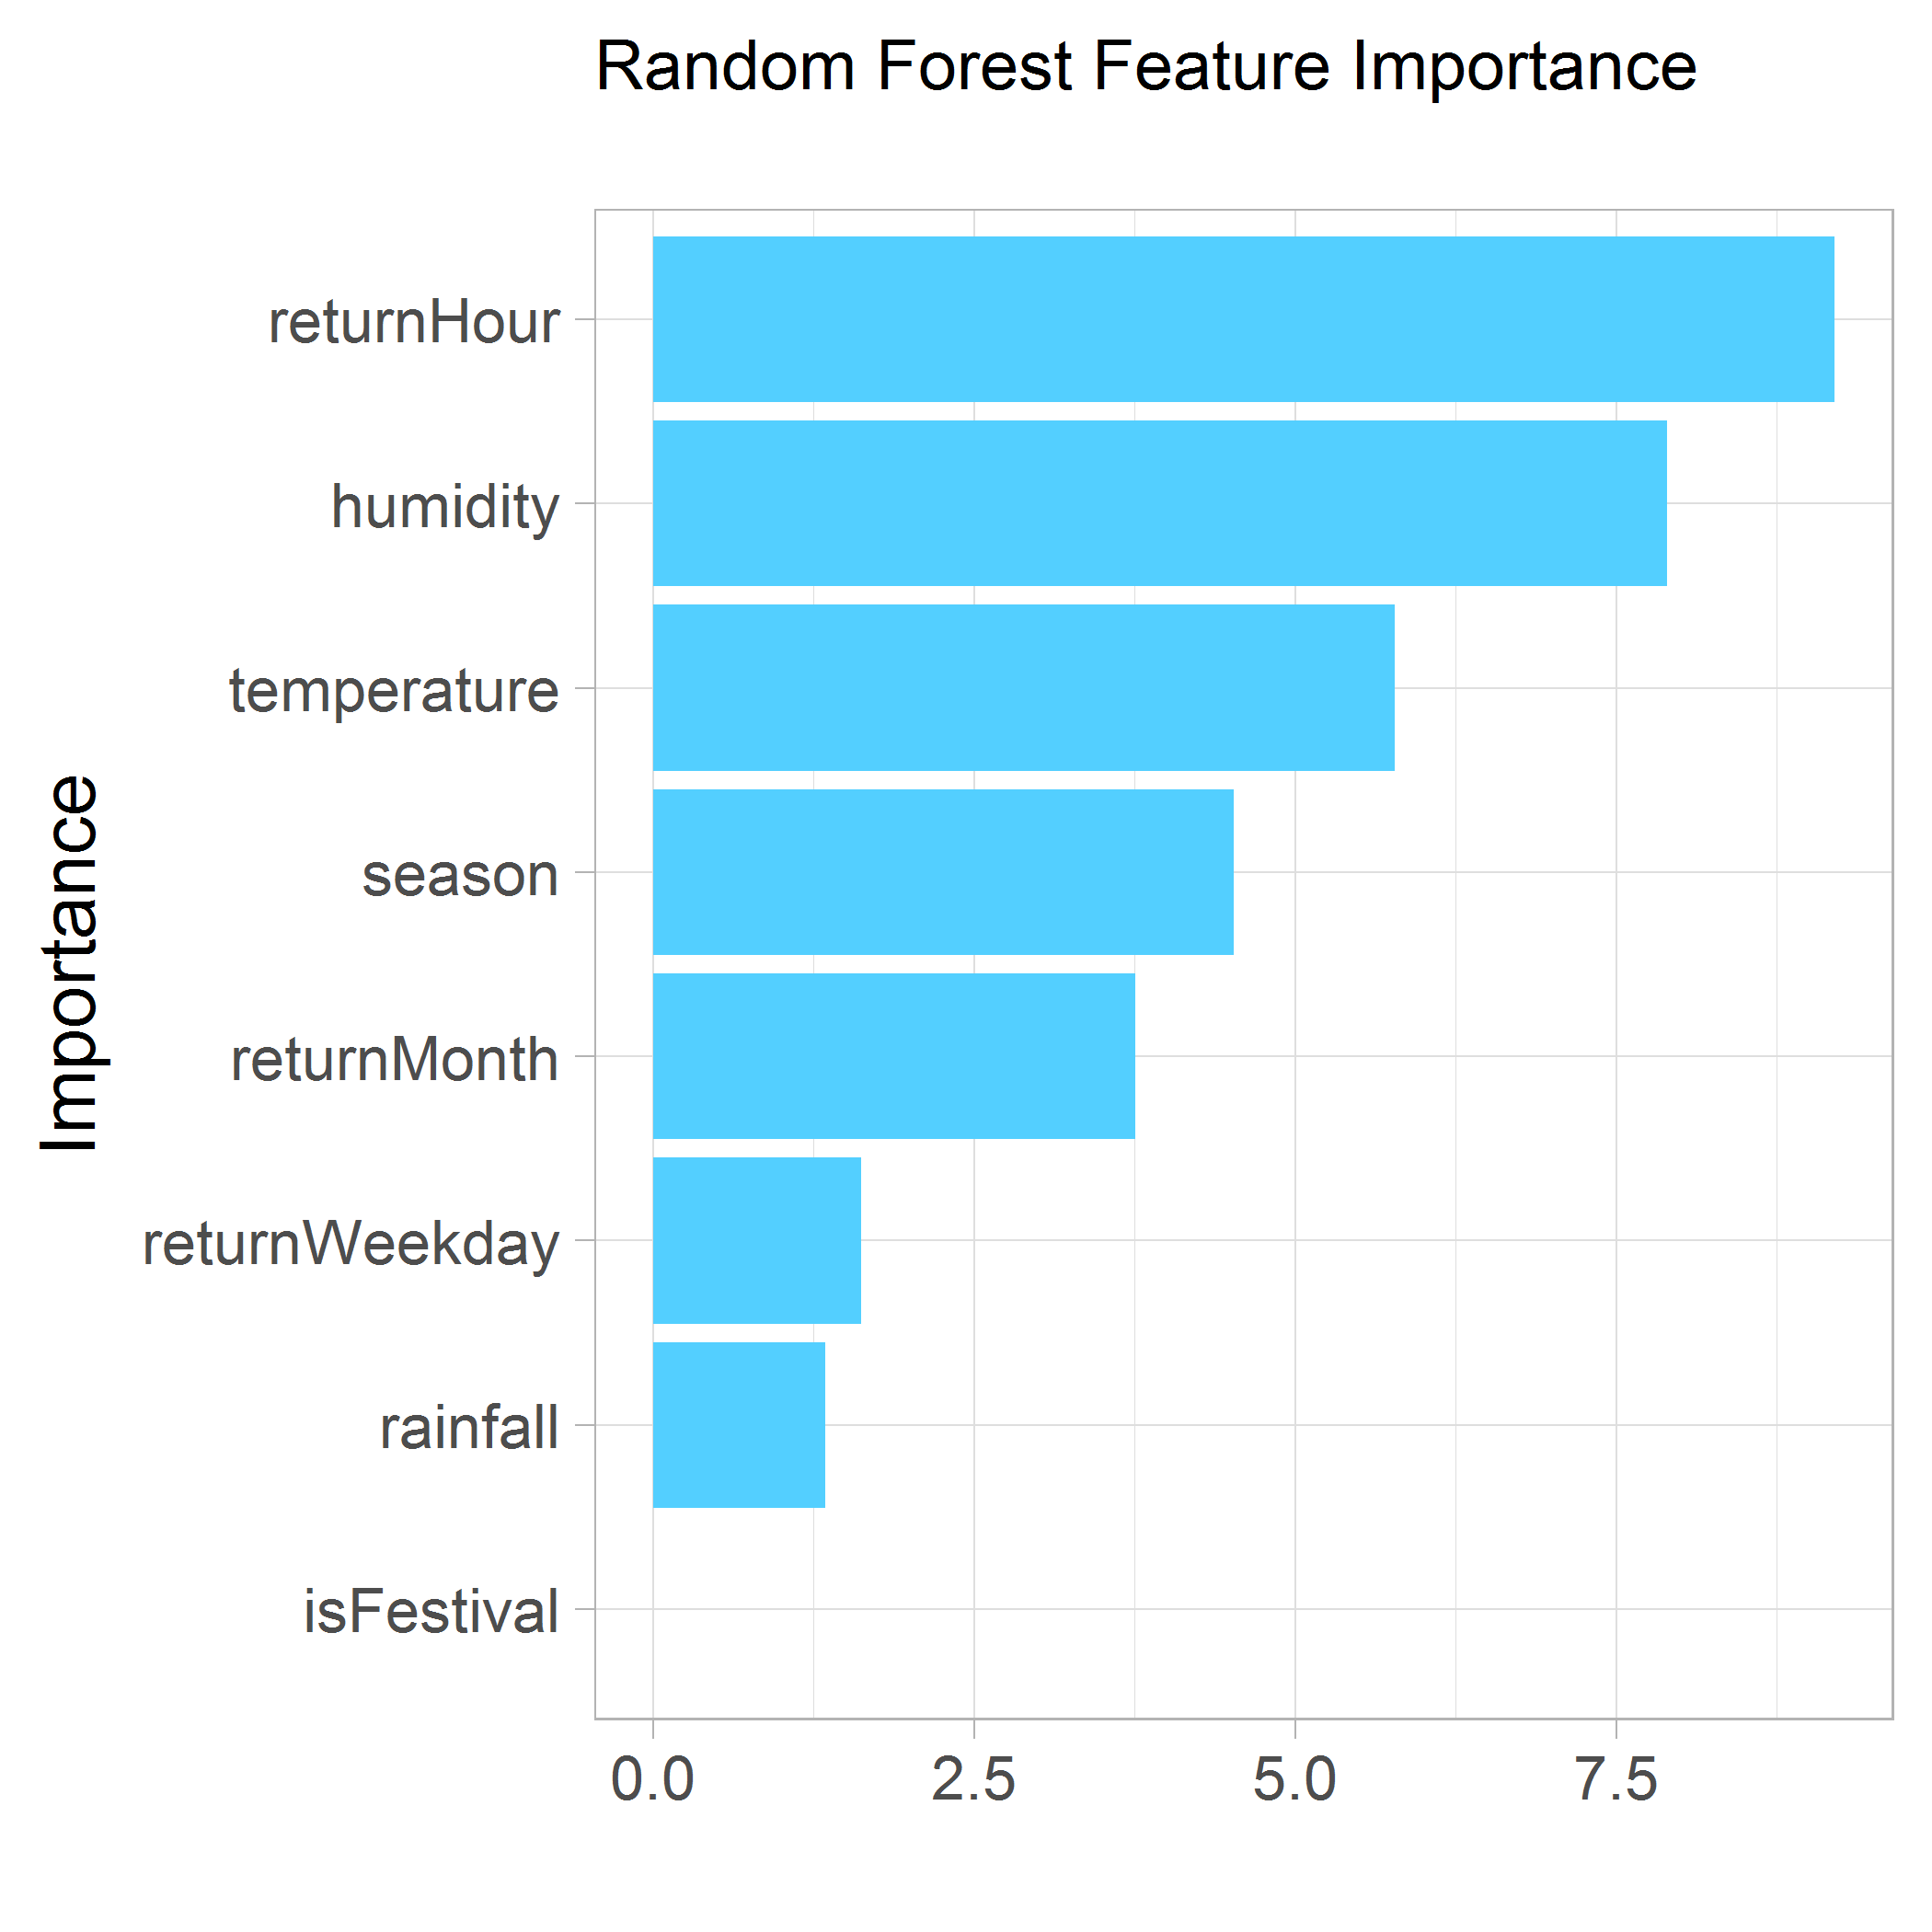 Random Forest Feature Importance
Importance
returnHour
humidity
temperature
season
returnMonth
returnWeekday
rainfall
isFestival
0.0 2.5 5.0 7.5